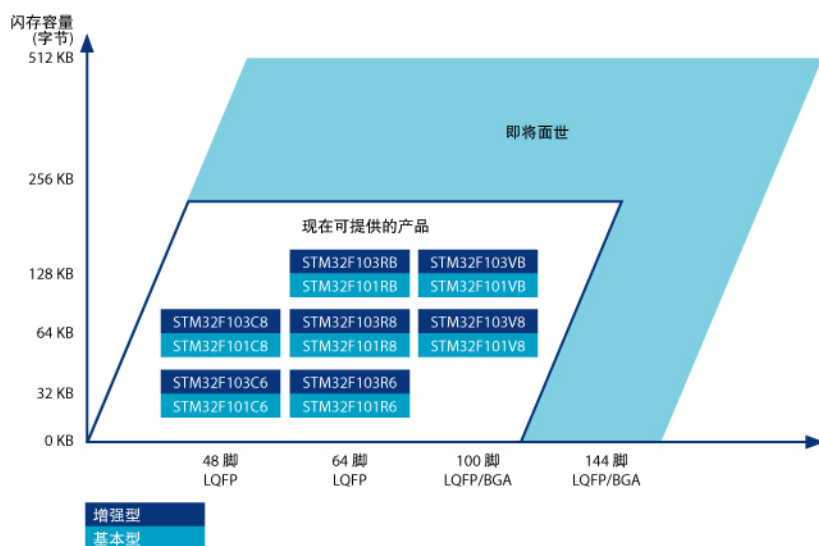 闪存容量
(字节)
512 KB
即将面世
256 KB
现在可提供的产品
STM32F103RB
STM32F103VB
128 KB
STM32F101RB
STM32F101VB
STM32F103C8
STM32F103R8
STM32F103V8
64 KB
STM32F101C8
STM32F101R8
STM32F101V8
STM32F103C6
STM32F103R6
32 KB
STM32F101C6
STM32F101R6
0 KB
48 脚
LQFP
64 脚
LQFP
100 脚
LQFP/BGA
144 脚
LQFP/BGA
增强型
基本型